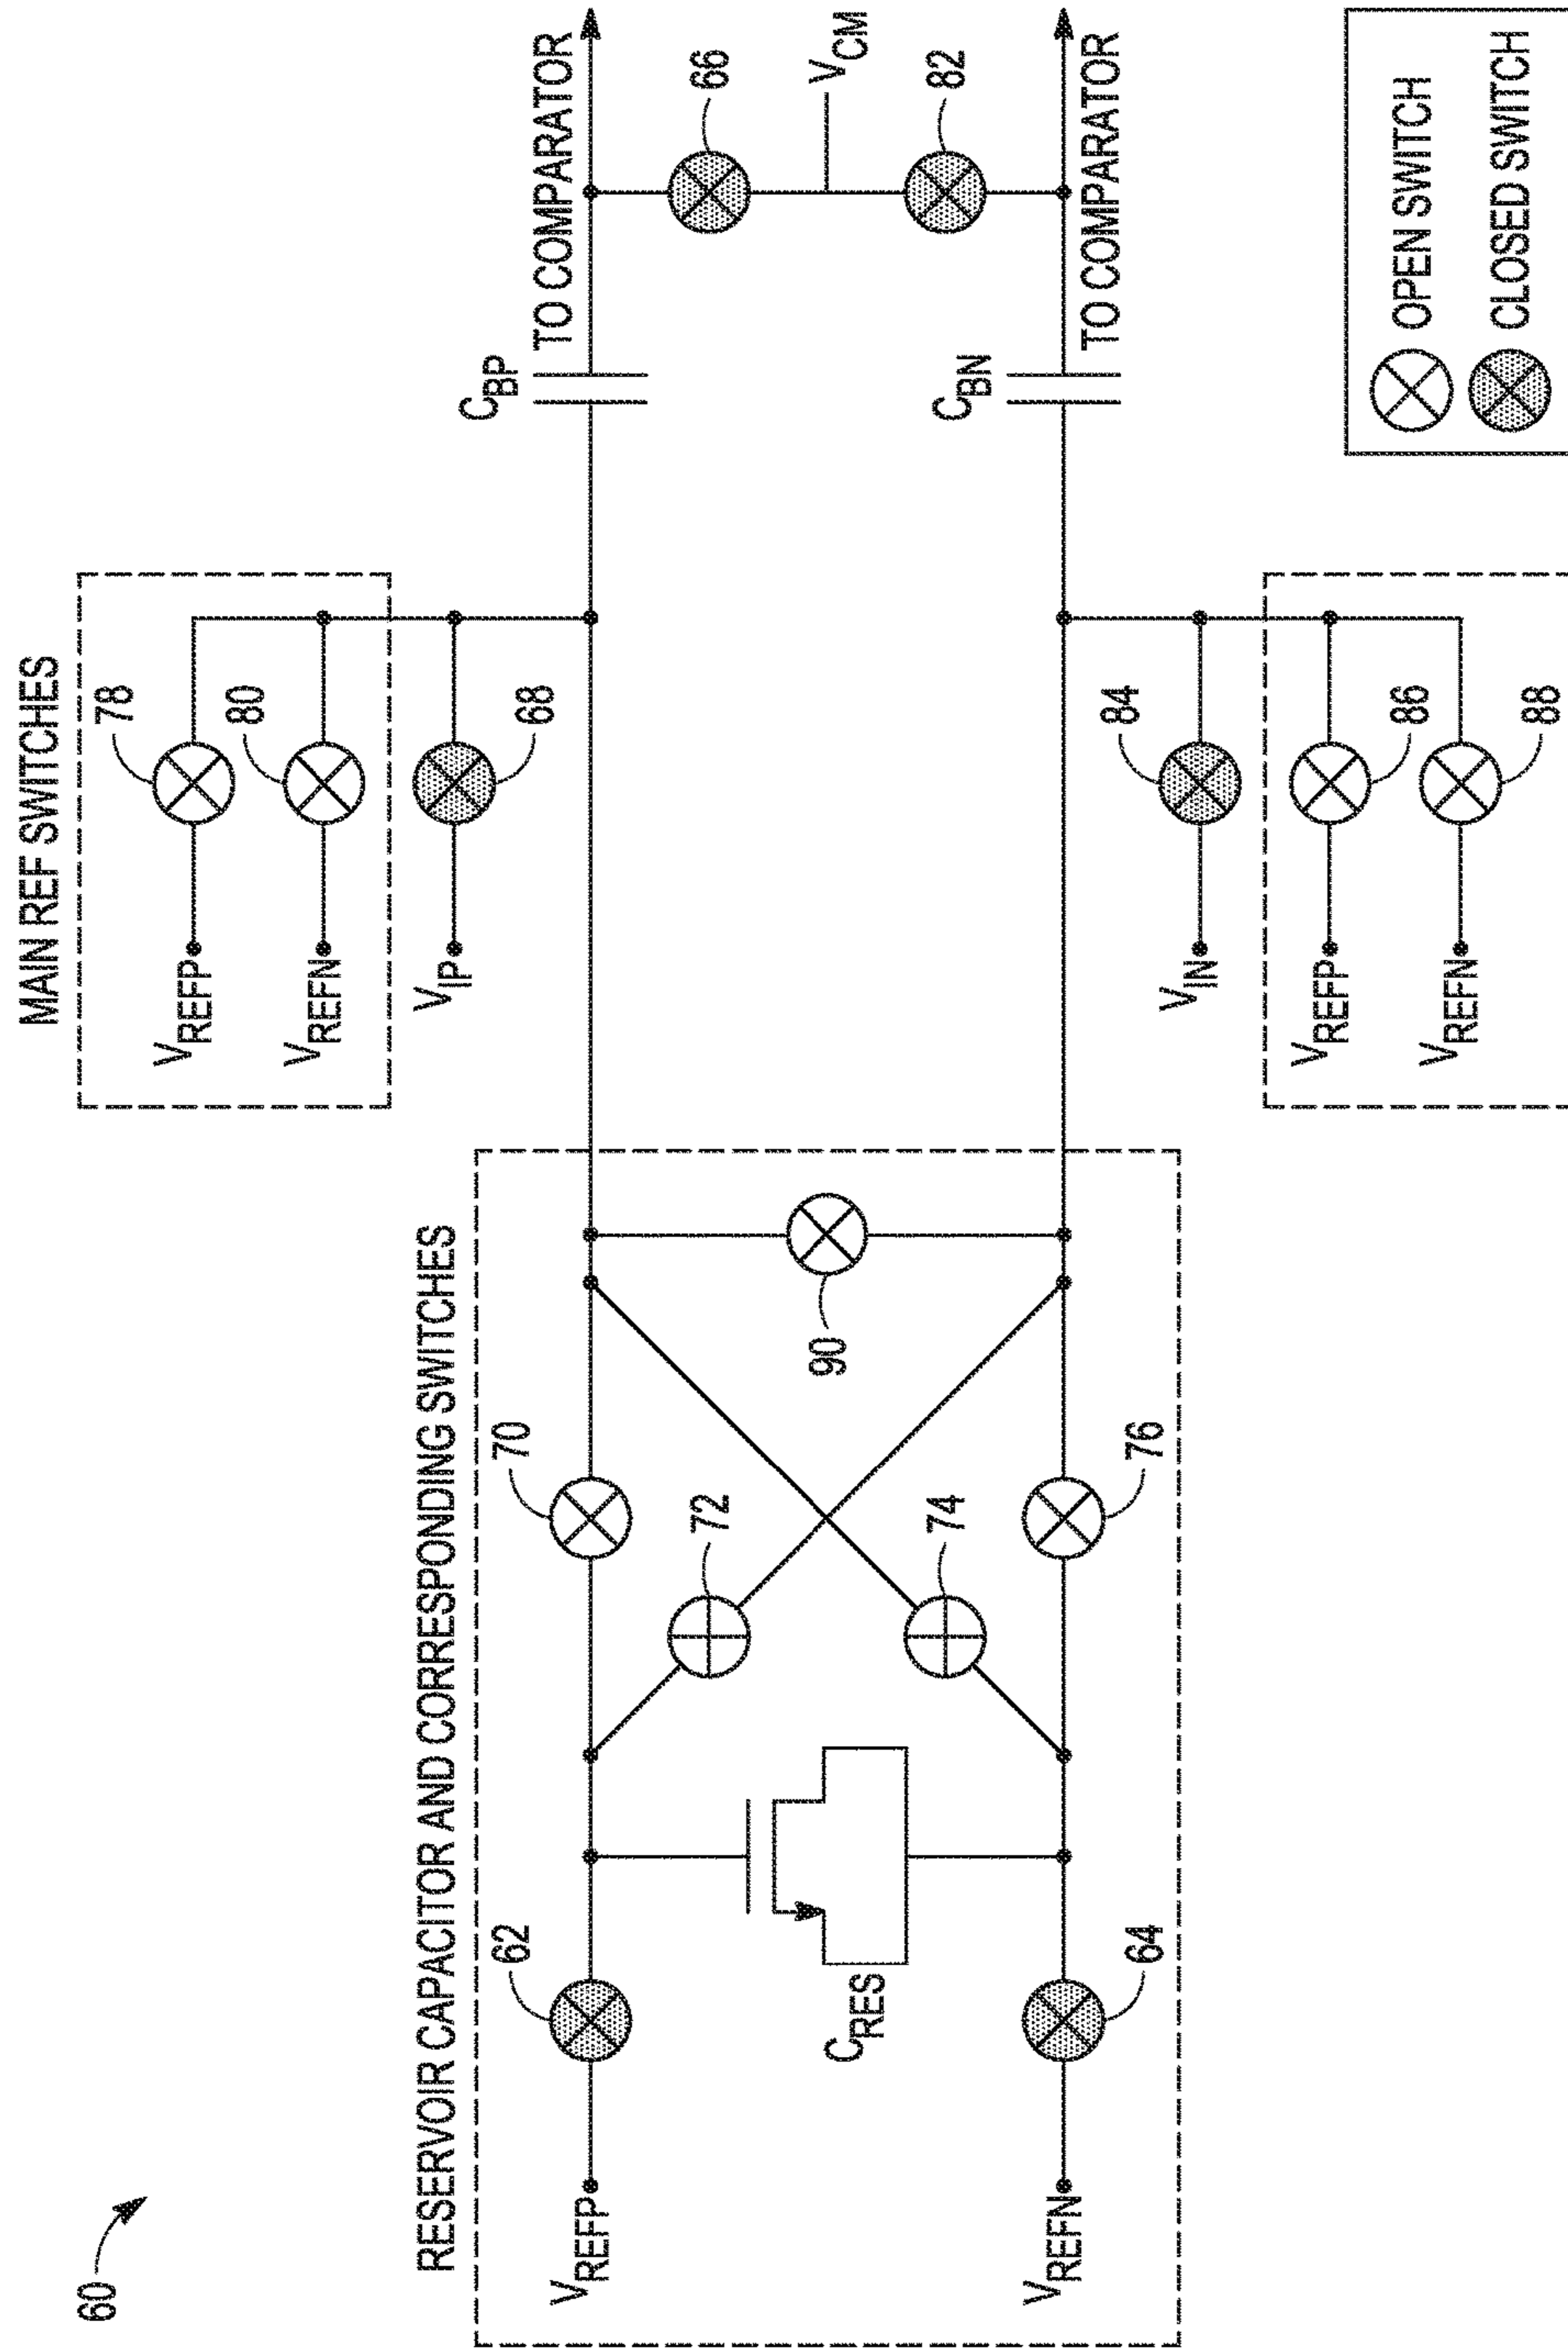 60
MAIN REF SWITCHES
V_REFP
78
V_REFN
80
V_IP
68
RESERVOIR CAPACITOR AND CORRESPONDING SWITCHES
V_REFP
62
70
C_BP
TO COMPARATOR
72
66
C_RES
90
V_CM
74
82
V_REFN
64
76
C_BN
TO COMPARATOR
V_IN
84
V_REFP
86
V_REFN
88
OPEN SWITCH
CLOSED SWITCH